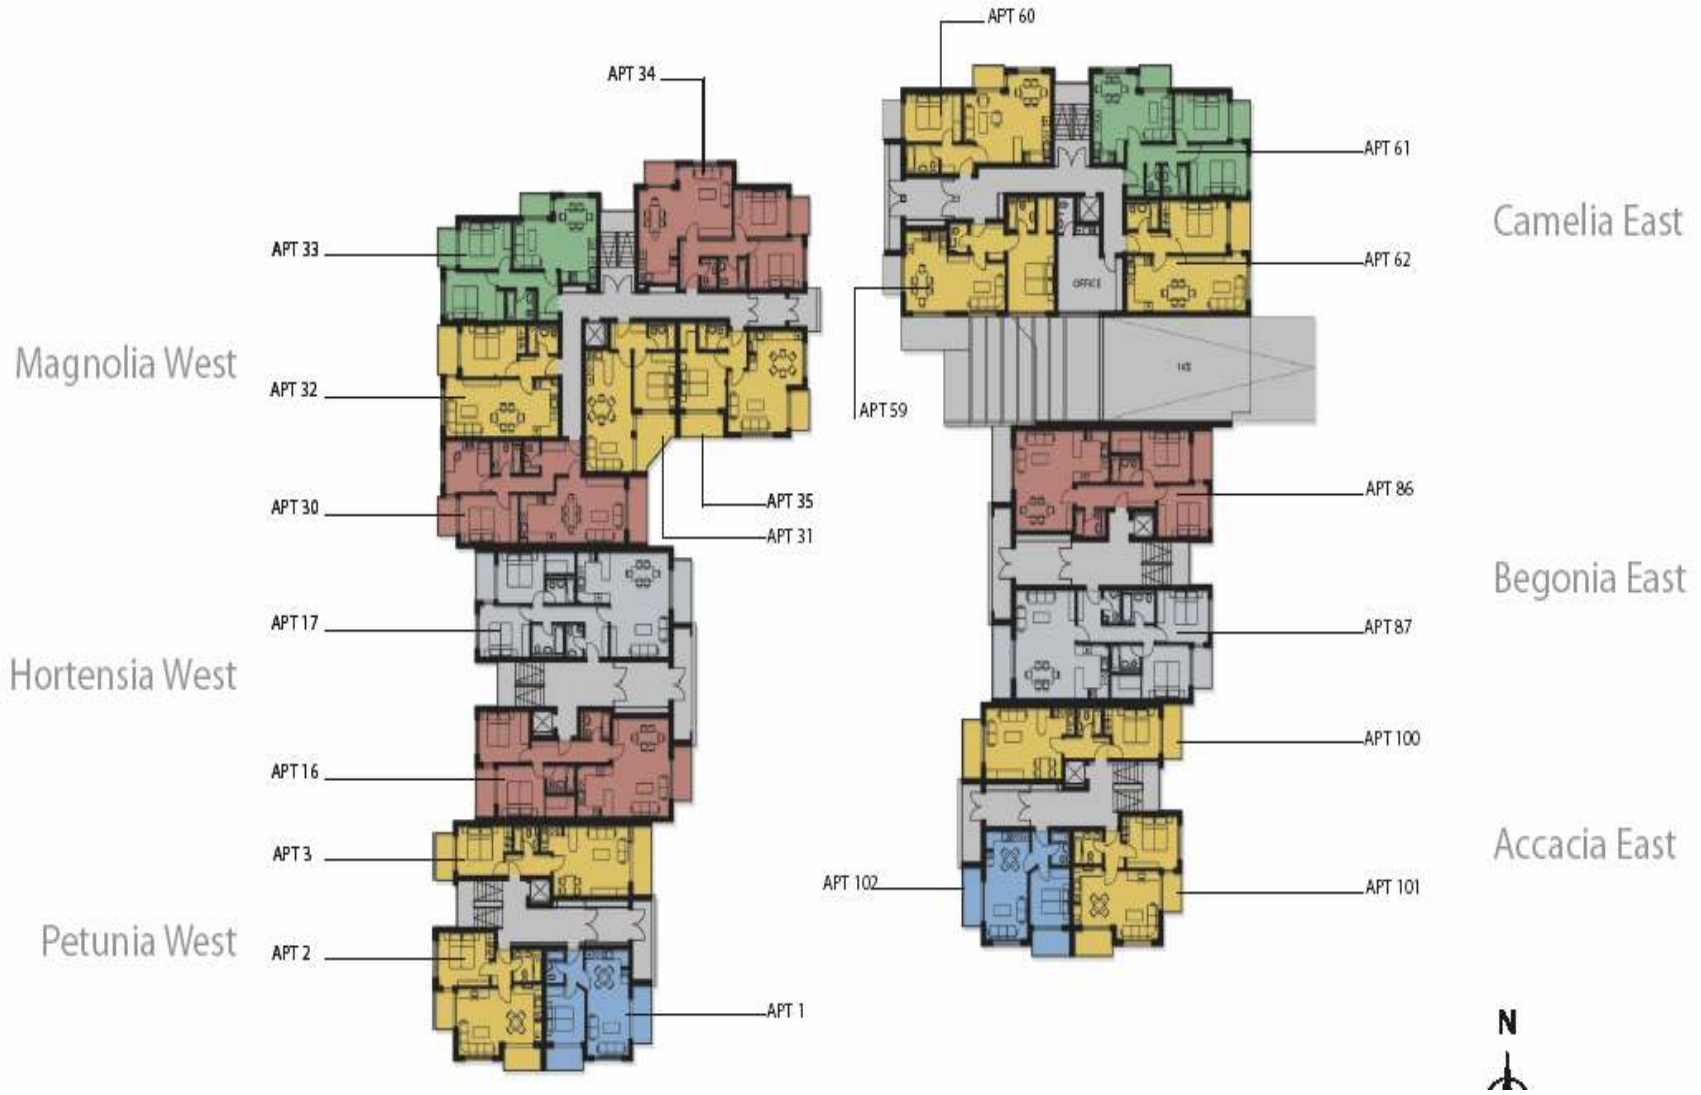 APT 60
APT 34
APT 61
Camelia East
APT 33
APT 62
OFFICE
Magnolia West
APT 32
APT 59
APT 35
APT 86
APT 30
APT 31
Begonia East
APT 17
APT 87
Hortensia West
APT 100
APT 16
Accacia East
APT 3
APT 102
APT 101
Petunia West
APT 2
APT 1
N